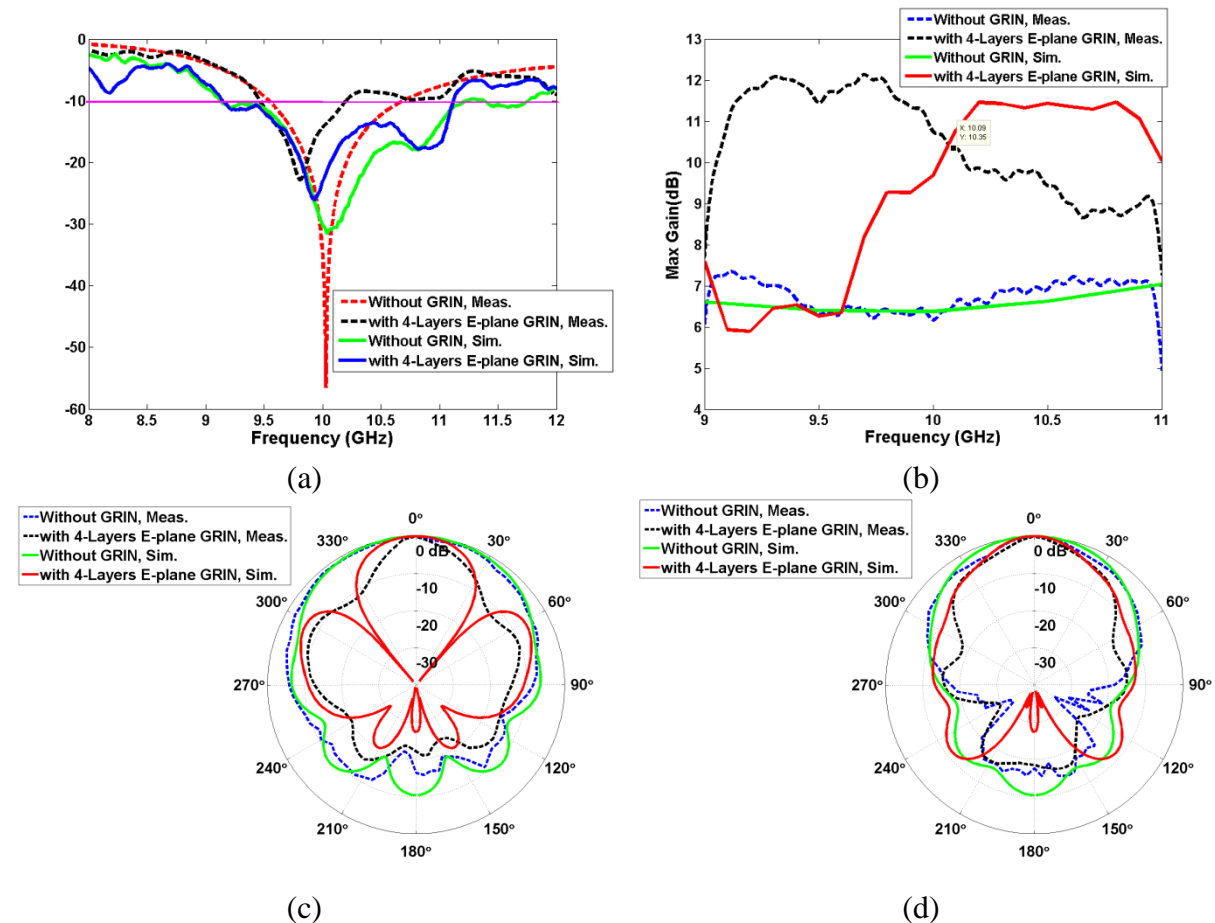 0
-10
-20
-30
-40
-50
-60
8
8.5
9
9.5
10
10.5
11
11.5
12
Frequency (GHz)
Without GRIN, Meas.
with 4-Layers E-plane GRIN, Meas.
Without GRIN, Sim.
with 4-Layers E-plane GRIN, Sim.
(a)
Without GRIN, Meas.
with 4-Layers E-plane GRIN, Meas.
Without GRIN, Sim.
with 4-Layers E-plane GRIN, Sim.
13
12
11
10
9
8
7
6
5
4
Max Gain(dB)
X: 10.09
Y: 10.35
9
9.5
10
10.5
11
Frequency (GHz)
(b)
Without GRIN, Meas.
with 4-Layers E-plane GRIN, Meas.
Without GRIN, Sim.
with 4-Layers E-plane GRIN, Sim.
0°
30°
60°
90°
120°
150°
180°
210°
240°
270°
300°
330°
0 dB
-10
-20
-30
(c)
Without GRIN, Meas.
with 4-Layers E-plane GRIN, Meas.
Without GRIN, Sim.
with 4-Layers E-plane GRIN, Sim.
0°
30°
60°
90°
120°
150°
180°
210°
240°
270°
300°
330°
0 dB
-10
-20
-30
(d)